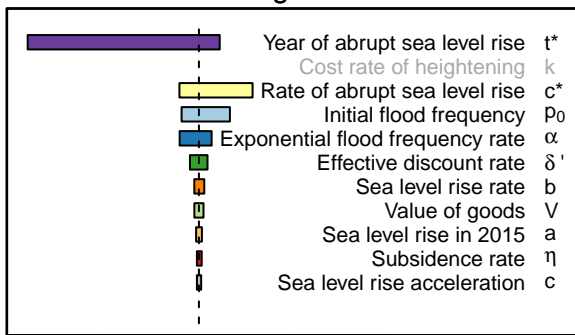 Year of abrupt sea level rise t*
Cost rate of heightening k
Rate of abrupt sea level rise c*
Initial flood frequency p₀
Exponential flood frequency rate α
Effective discount rate δ'
Sea level rise rate b
Value of goods V
Sea level rise in 2015 a
Subsidence rate η
Sea level rise acceleration c